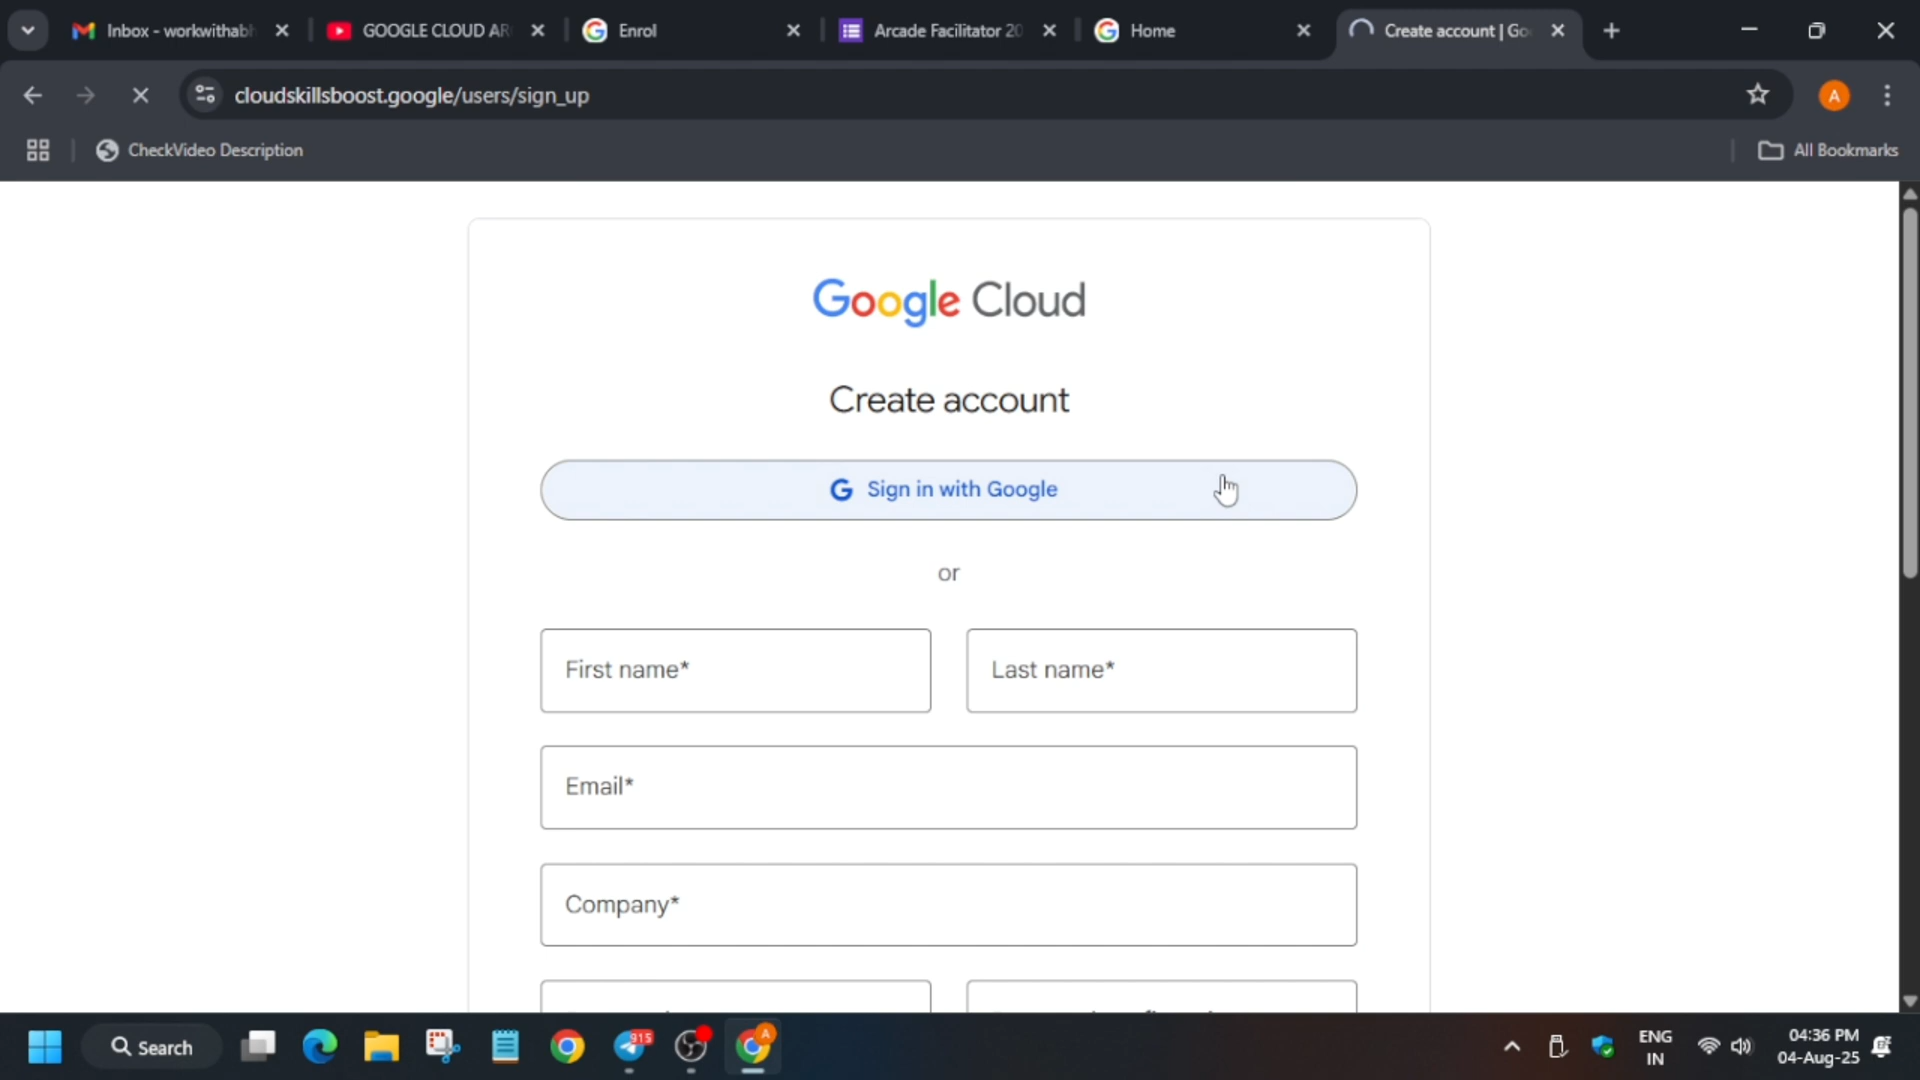 Inbox - workwithabh
GOOGLE CLOUD AR
Enrol
Arcade Facilitator 20
Home
Create account | Go
cloudskillsboost.google/users/sign_up
A
CheckVideo Description
All Bookmarks
Google Cloud
Create account
Sign in with Google
or
First name*
Last name*
Email*
Company*
Search
915
A
ENG
IN
04:36 PM
04-Aug-25